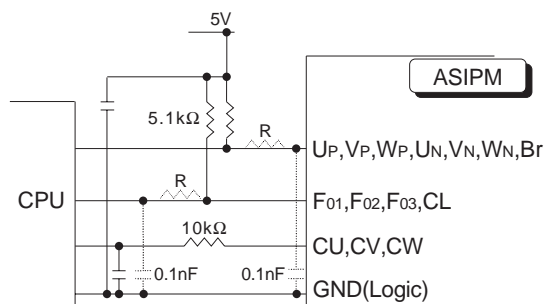 5V
ASIPM
5.1kΩ
R
UP,VP,WP,UN,VN,WN,Br
R
CPU
F01,F02,F03,CL
10kΩ
CU,CV,CW
0.1nF
0.1nF
GND(Logic)